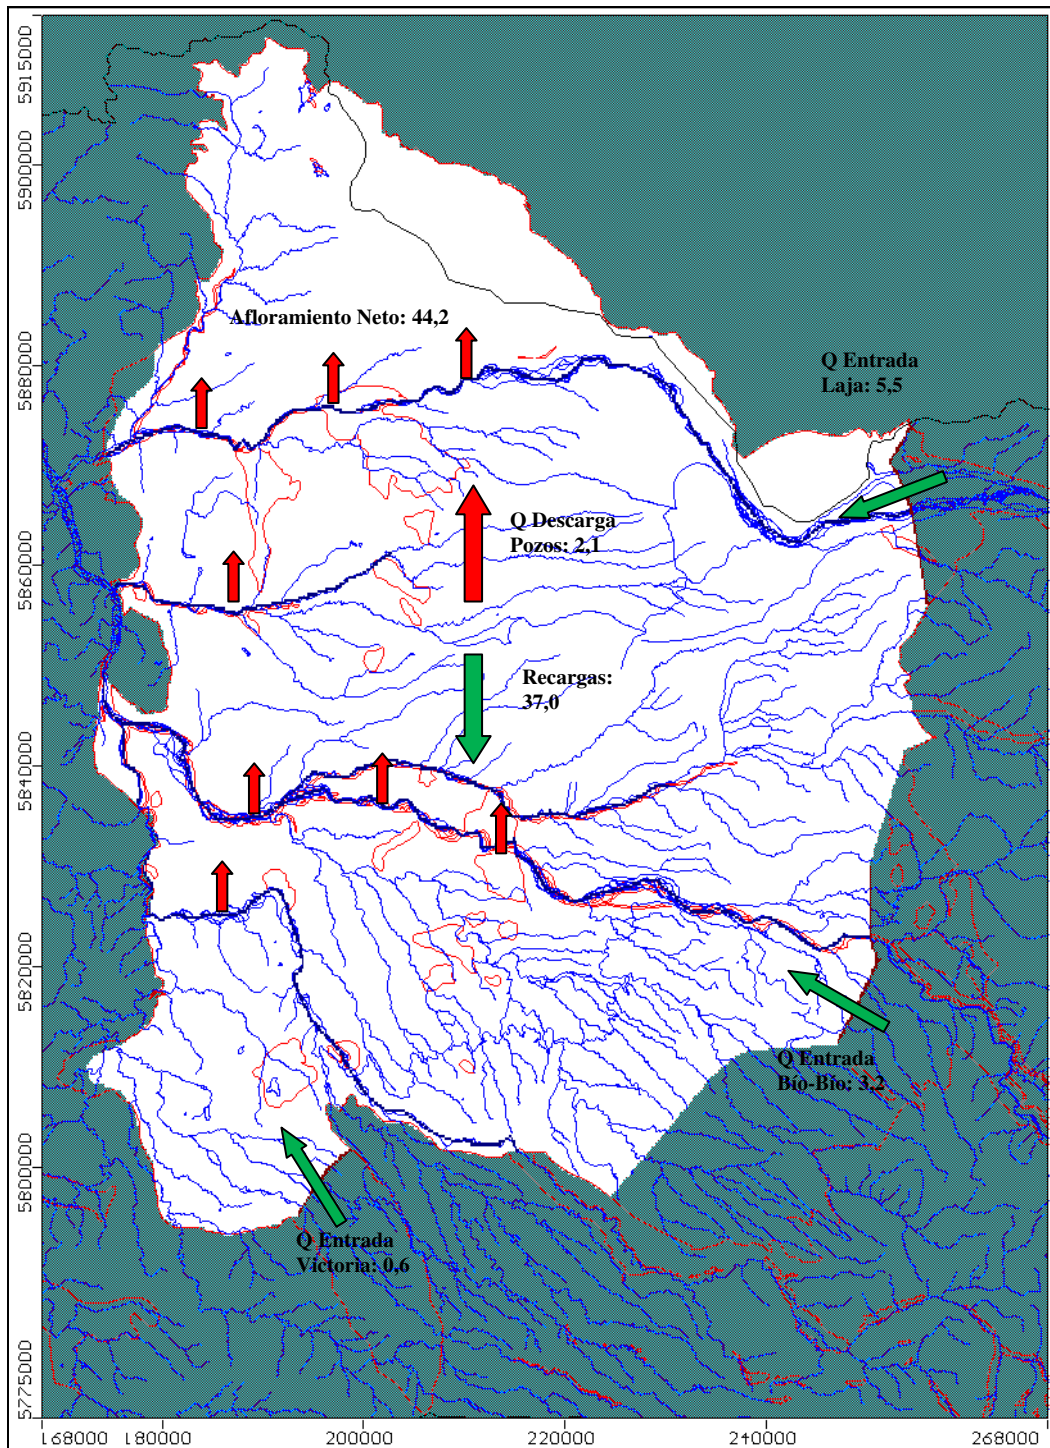 5915000
5900000
Afloramiento Neto: 44,2
5880000
Q Entrada
Laja: 5,5
Q Descarga
Pozos: 2,1
5860000
Recargas:
37,0
5840000
5820000
Q Entrada
Bío-Bio: 3,2
5800000
Q Entrada
Victoria: 0,6
5775000
168000 180000 200000 220000 240000 268000